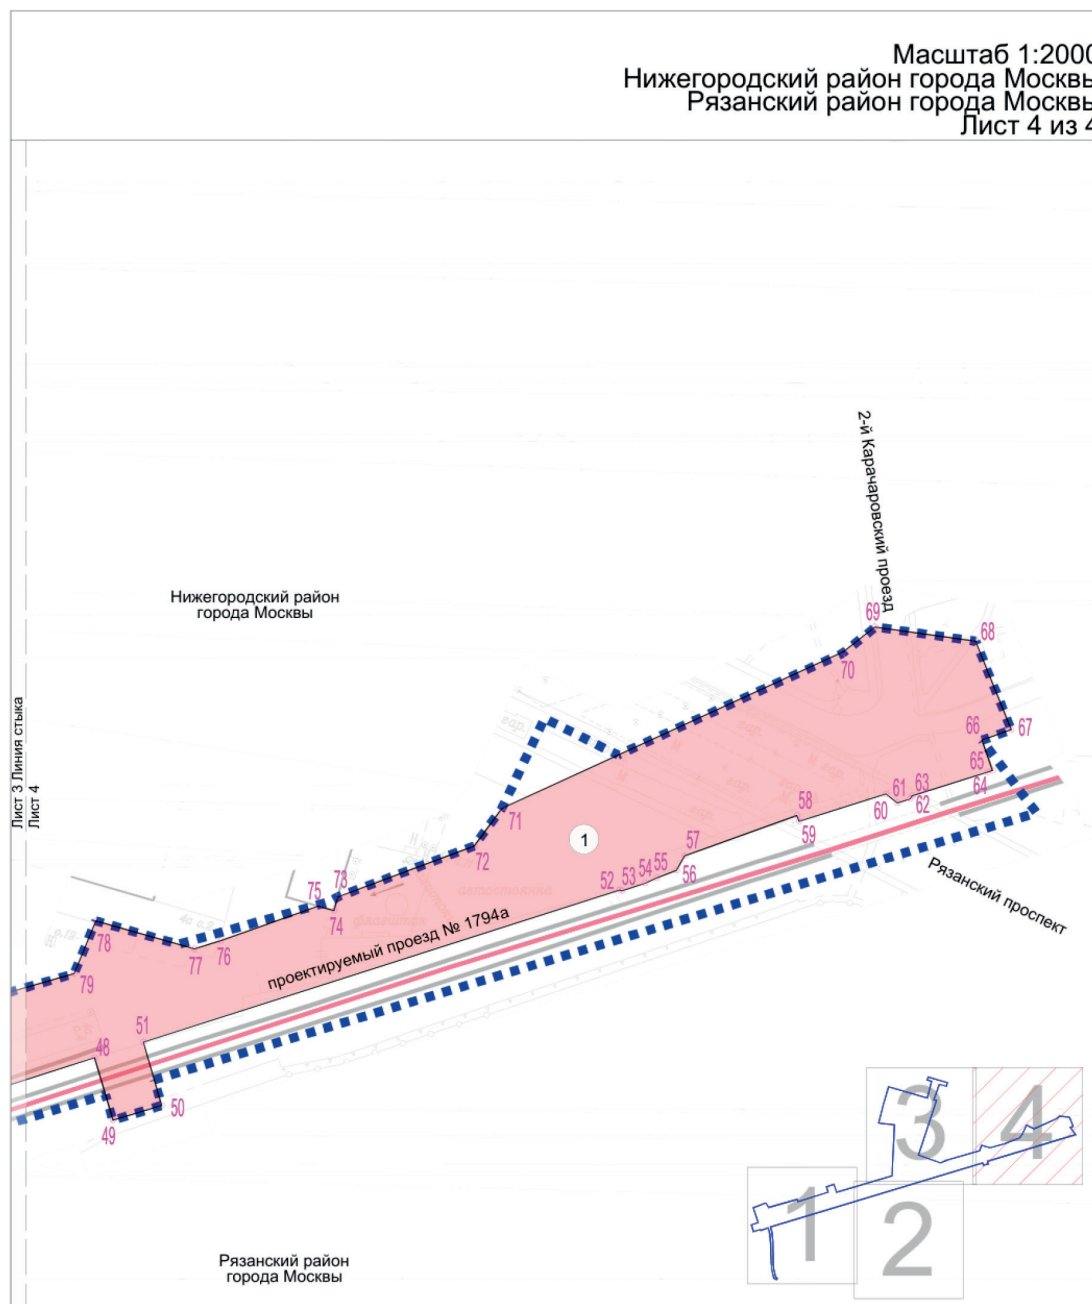 Масштаб 1:2000
Нижегородский район города Москвы
Рязанский район города Москвы
Лист 4 из 4
2-й Карачаровский проезд
Нижегородский район
города Москвы
69
68
70
67
66
65
64
63
61
62
60
58
59
57
56
55
54
53
52
71
72
1
73
75
74
76
77
78
79
Лист 3 Линия стыка
Лист 4
автостоянка
проектируемый проезд № 1794а
Рязанский проспект
51
48
50
49
3
4
1
2
Рязанский район
города Москвы